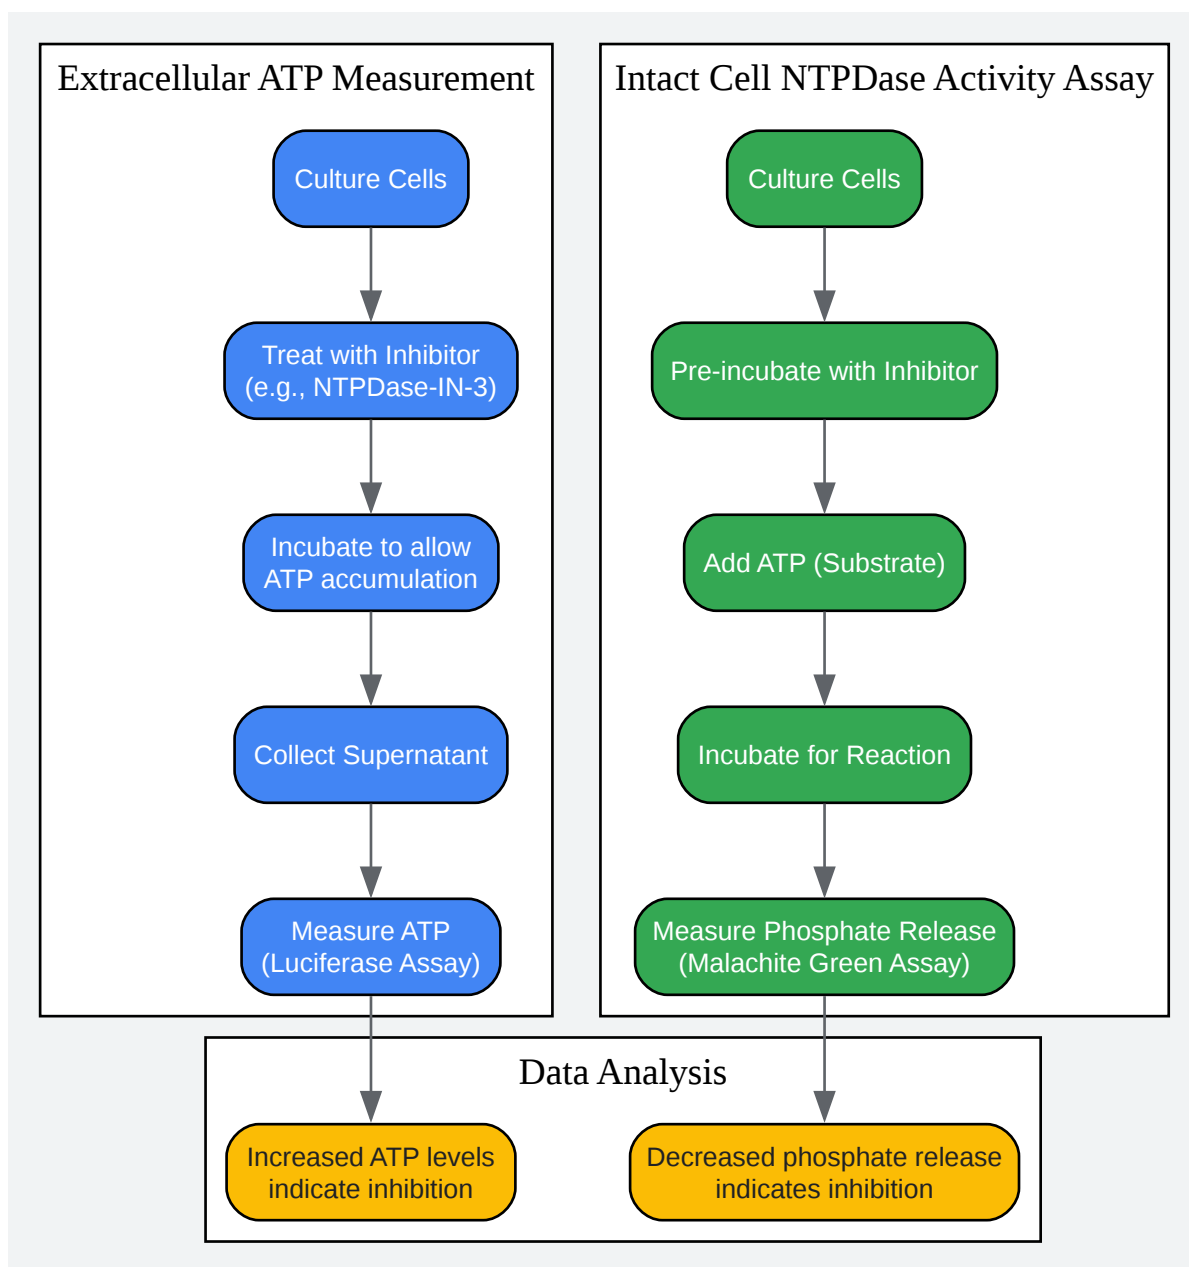 Extracellular ATP Measurement
Culture Cells
Treat with Inhibitor
(e.g., NTPDase-IN-3)
Incubate to allow
ATP accumulation
Collect Supernatant
Measure ATP
(Luciferase Assay)
Intact Cell NTPDase Activity Assay
Culture Cells
Pre-incubate with Inhibitor
Add ATP (Substrate)
Incubate for Reaction
Measure Phosphate Release
(Malachite Green Assay)
Data Analysis
Increased ATP levels
indicate inhibition
Decreased phosphate release
indicates inhibition